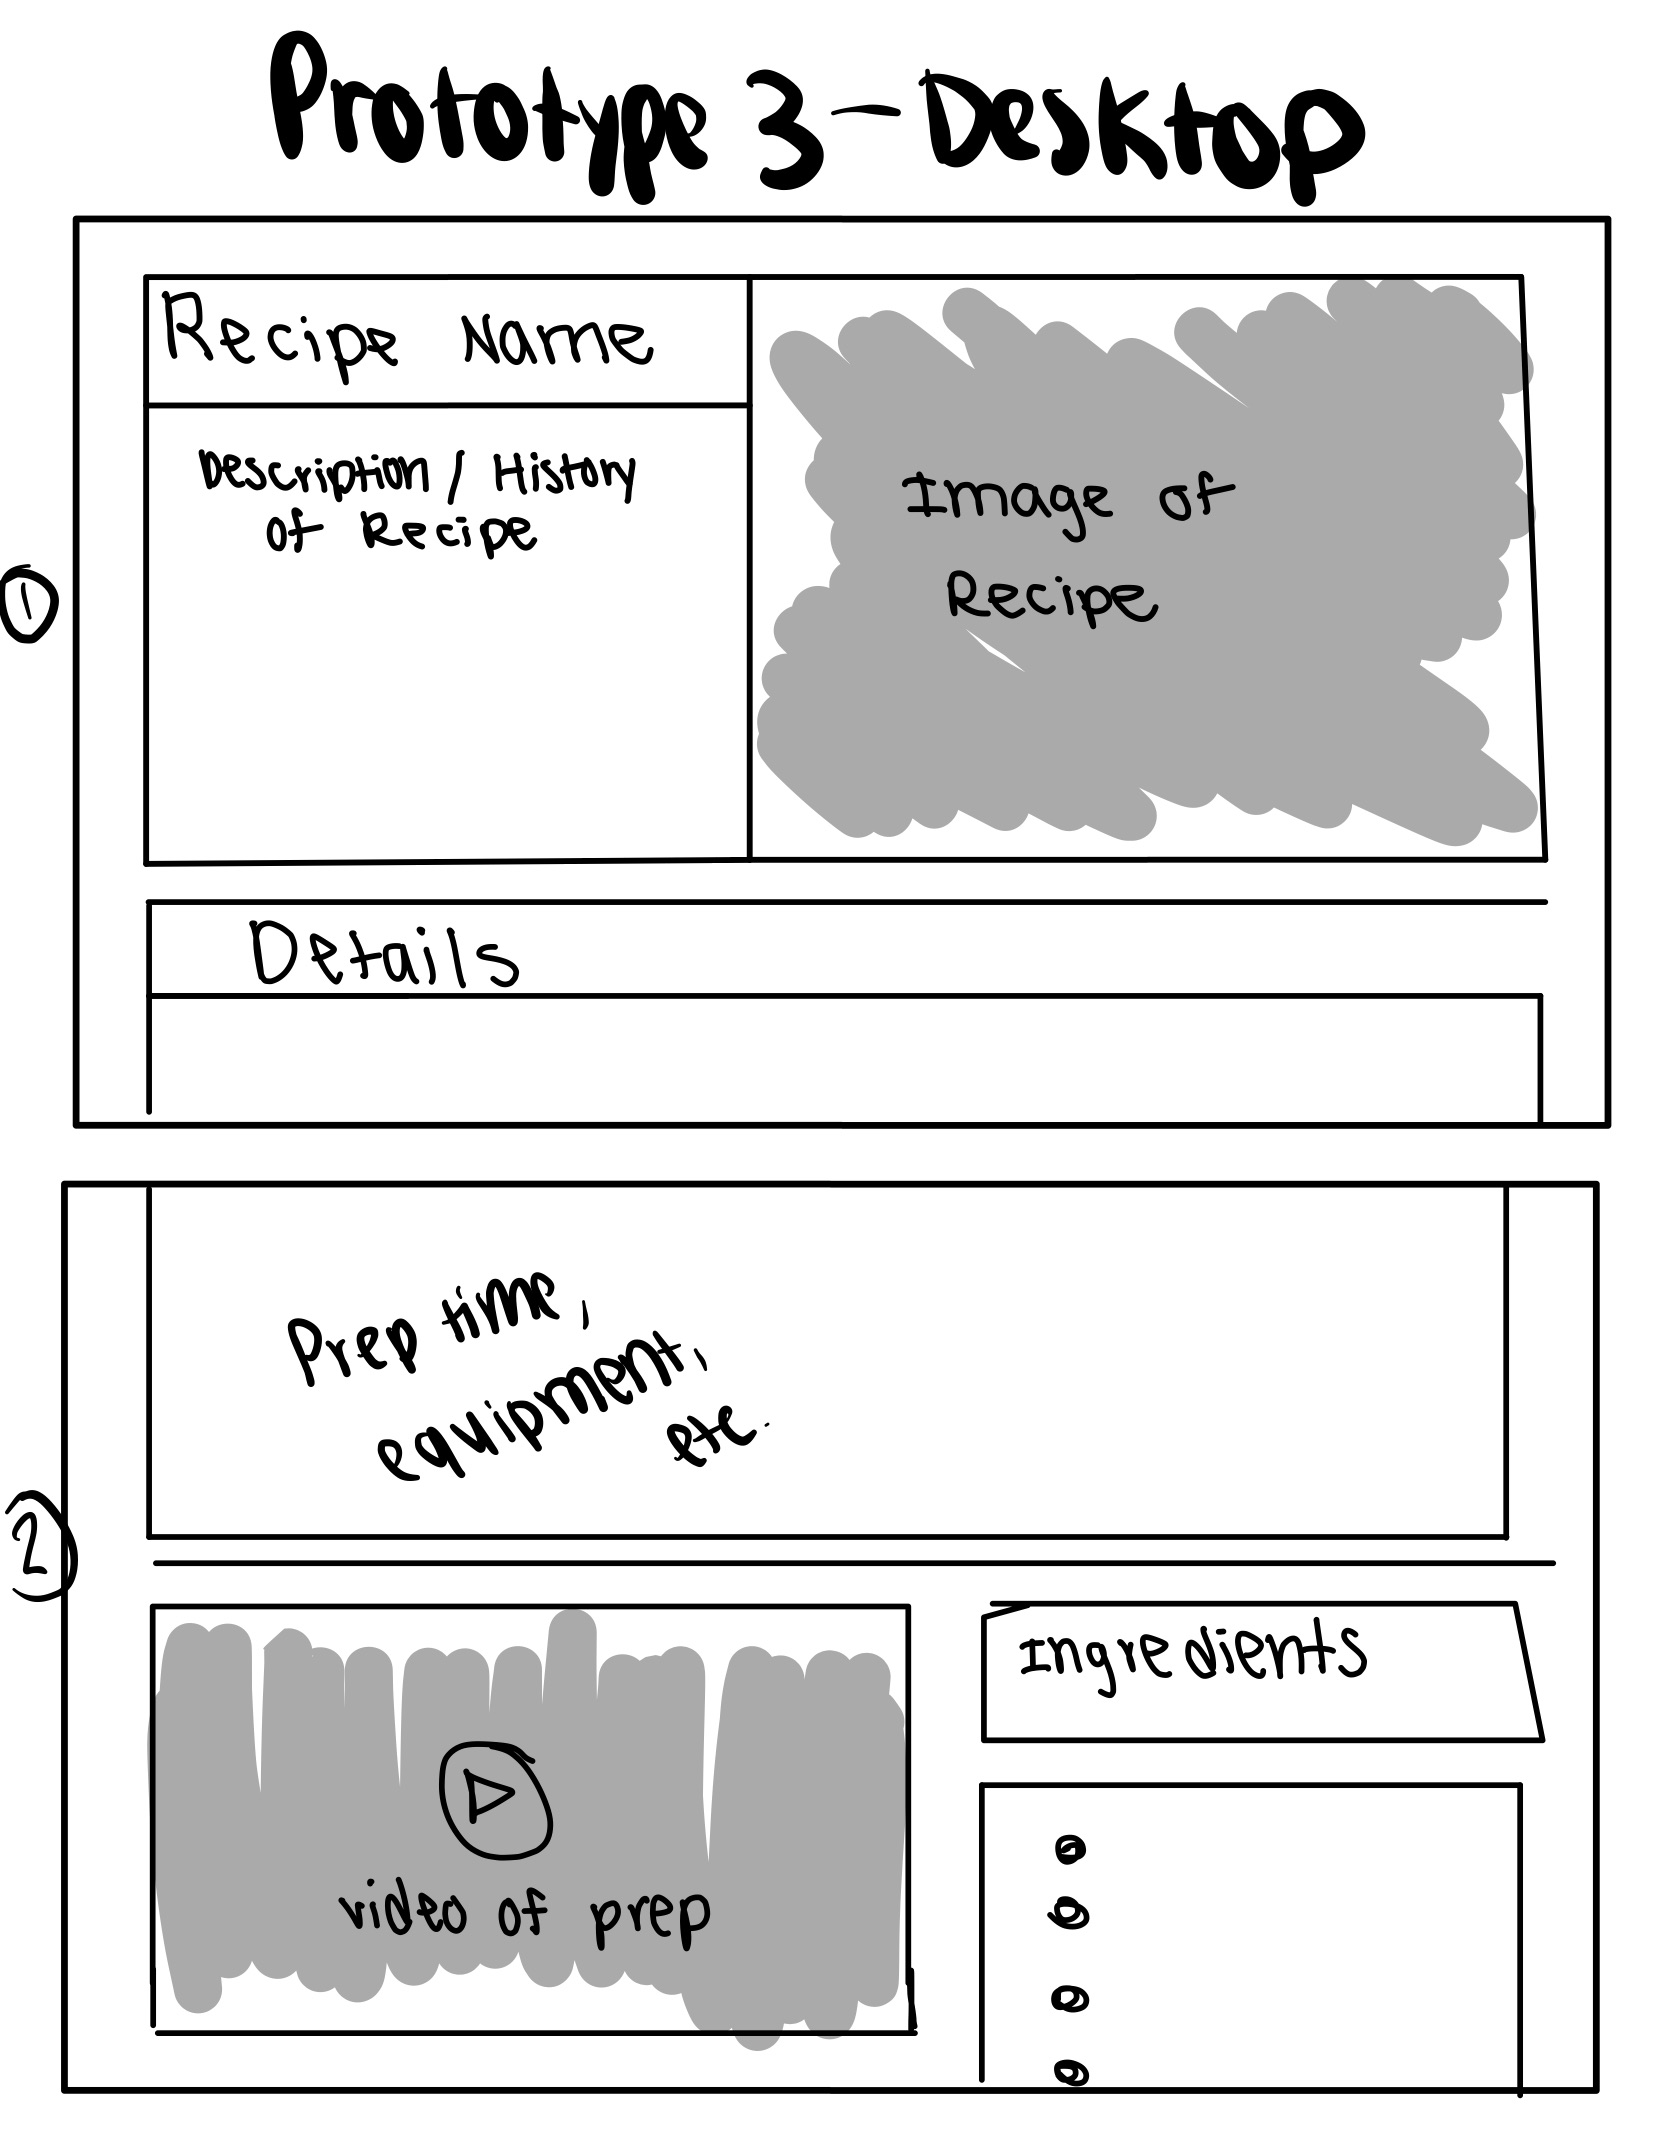 Prototype 3 - Desktop
Recipe Name
Description / History
of Recipe
Image of
Recipe
1
Details
Prep time,
equipment,
etc.
2
video of prep
Ingredients